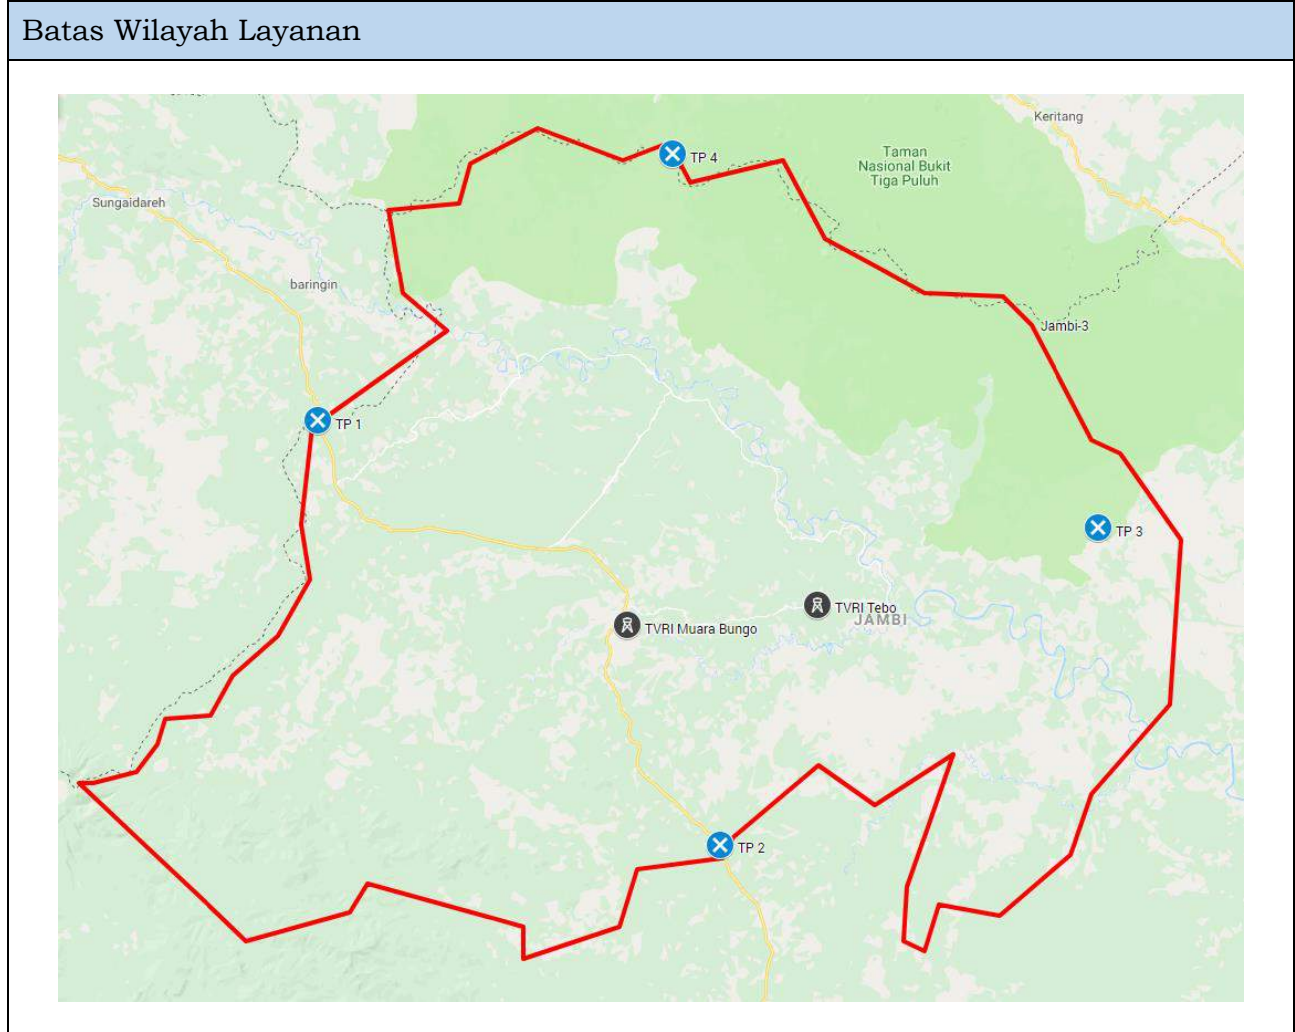 Batas Wilayah Layanan
Keritang
TP 4
Taman
Nasional Bukit
Tiga Puluh
Sungaidareh
baringin
Jambi-3
TP 1
TP 3
TVRI Tebo
JAMBI
TVRI Muara Bungo
TP 2